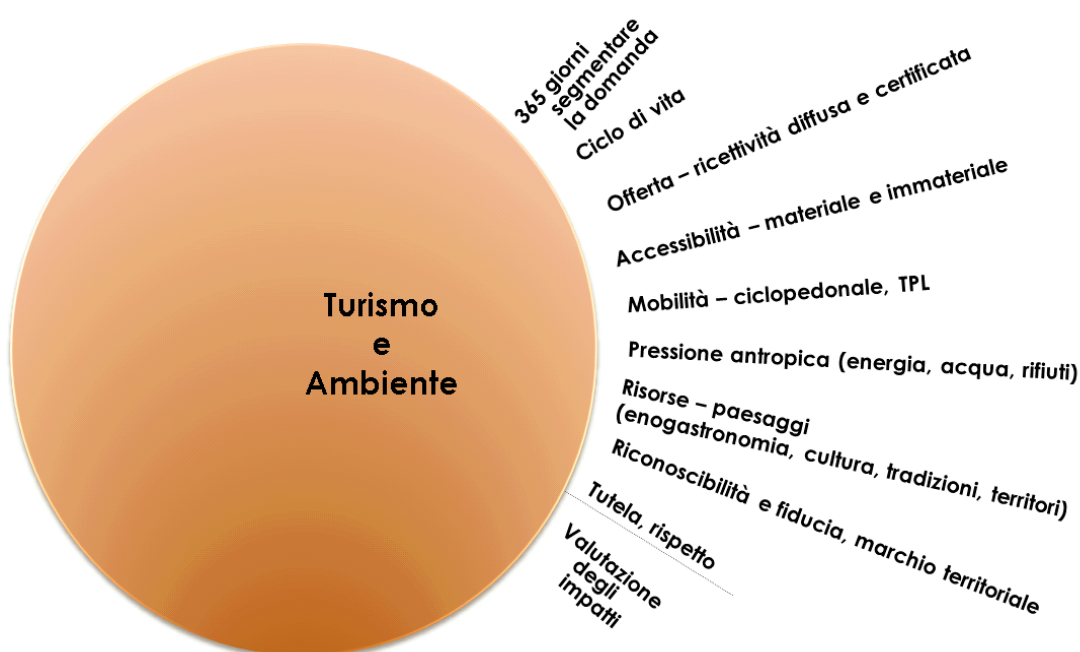 Turismo
e
Ambiente
365 giorni
segmentare
la domanda
Ciclo di vita
Offerta – ricettività diffusa e certificata
Accessibilità – materiale e immateriale
Mobilità – ciclopedonale, TPL
Pressione antropica (energia, acqua, rifiuti)
Risorse – paesaggi
(enogastronomia, cultura, tradizioni, territori)
Riconoscibilità e fiducia, marchio territoriale
Tutela, rispetto
Valutazione
degli
impatti